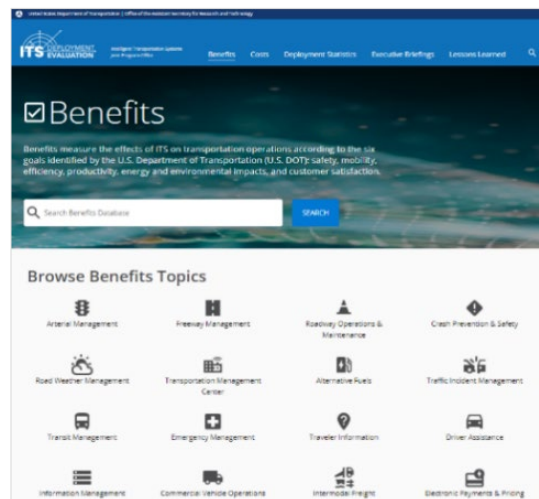 United States Department of Transportation | Office of the Assistant Secretary for Research and Technology
ITS DEPLOYMENT EVALUATION
Intelligent Transportation Systems
Joint Program Office
Benefits Costs Deployment Statistics Executive Briefings Lessons Learned
Benefits
Benefits measure the effects of ITS on transportation operations according to the six
goals identified by the U.S. Department of Transportation (U.S. DOT): safety, mobility,
efficiency, productivity, energy and environmental impacts, and customer satisfaction.
Search Benefits Database SEARCH
Browse Benefits Topics
Arterial Management Freeway Management Roadway Operations & Crash Prevention & Safety
Maintenance
Road Weather Management Transportation Management Alternative Fuels Traffic Incident Management
Center
Transit Management Emergency Management Traveler Information Driver Assistance
Information Management Commercial Vehicle Operations Intermodal Freight Electronic Payments & Pricing